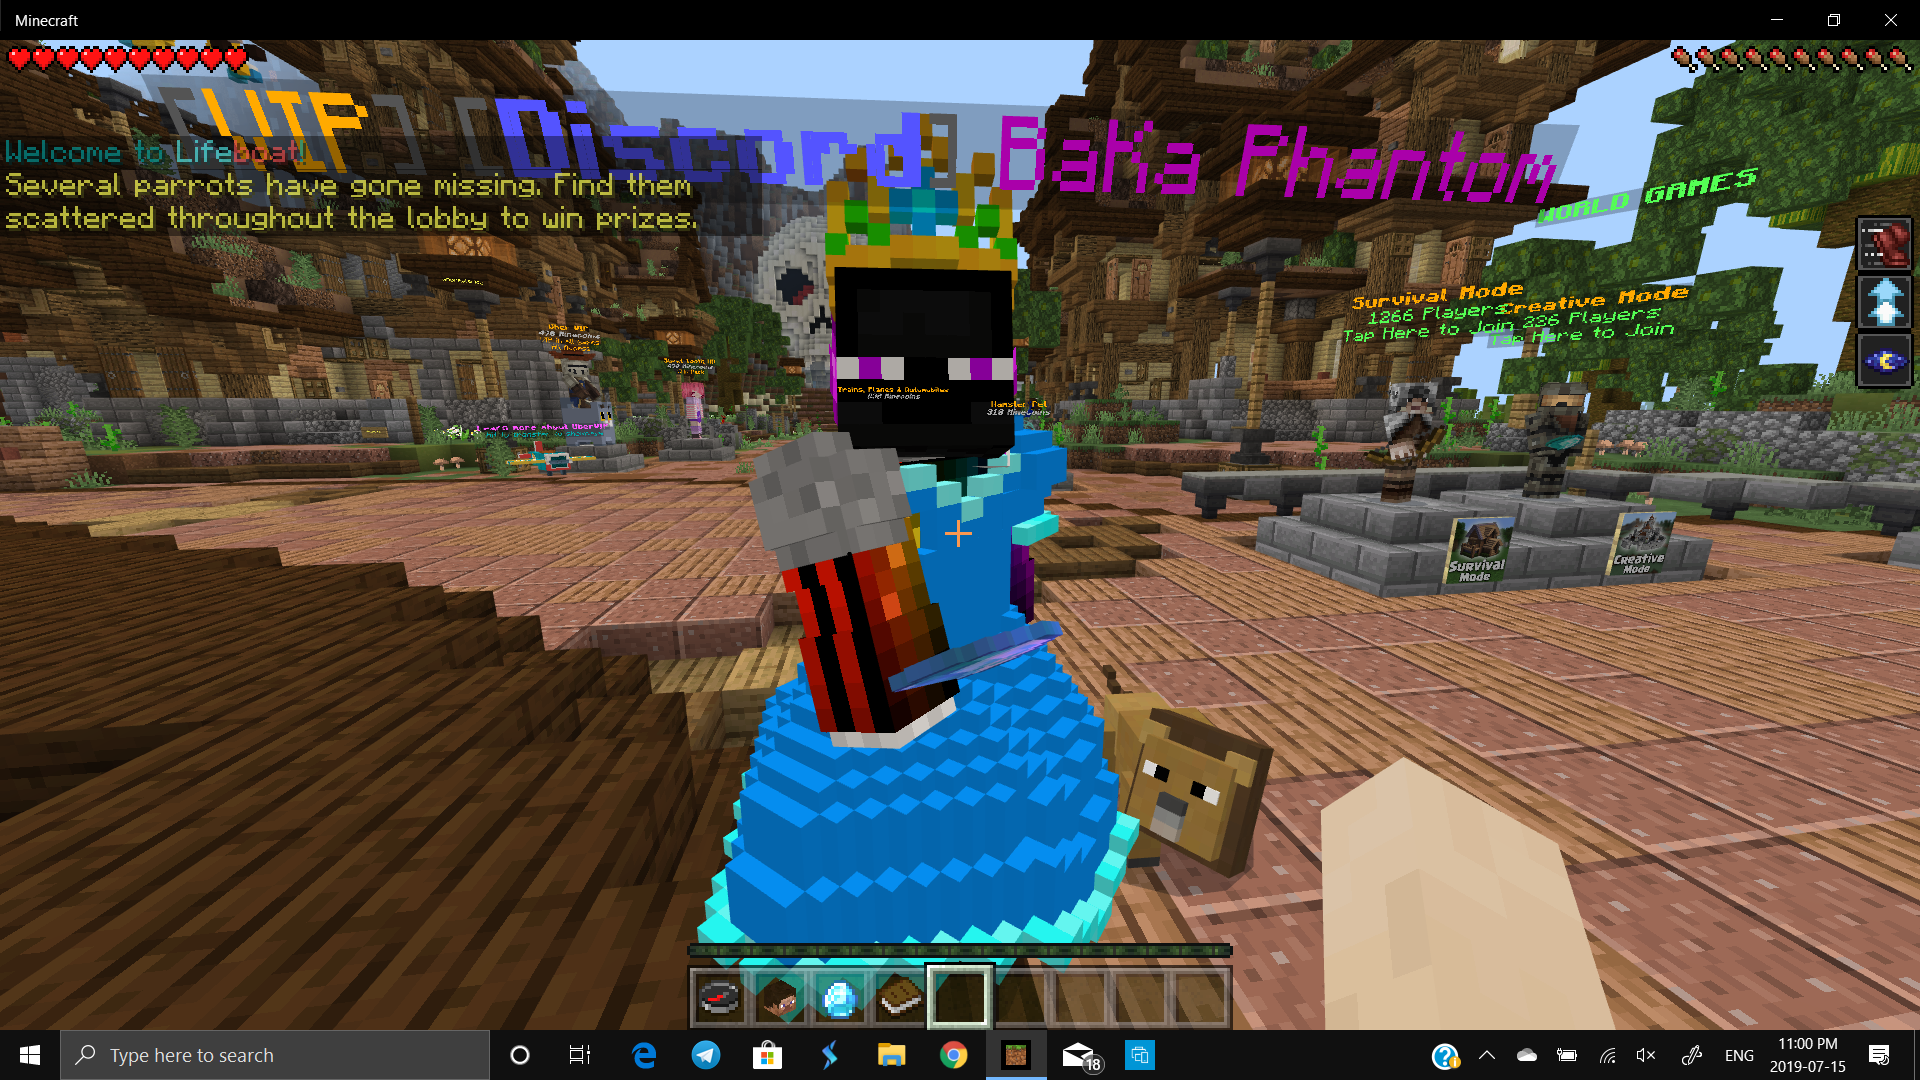 Minecraft
[VIP] [Discord] BaKa Phantom
Welcome to Lifeboat!
Several parrots have gone missing. Find them
scattered throughout the lobby to win prizes.
WORLD GAMES
Survival Mode
1266 Players
Tap Here to Join
Creative Mode
226 Players
Tap Here to Join
Trains, Planes & Automobiles
Hamster Pet
310 Minecoins
Survival
Mode
Creative
Mode
Type here to search
18
ENG
11:00 PM
2019-07-15